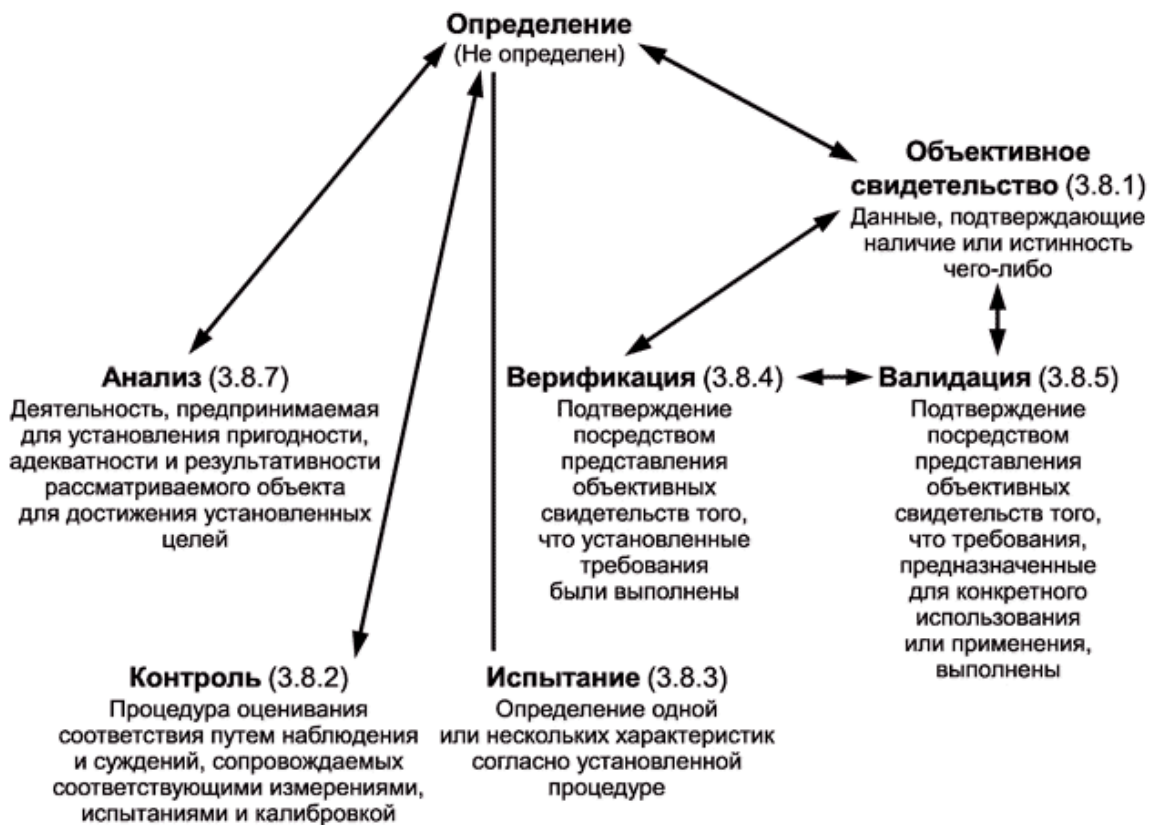 Определение
(Не определен)
Объективное
свидетельство (3.8.1)
Данные, подтверждающие
наличие или истинность
чего-либо
Анализ (3.8.7)
Деятельность, предпринимаемая
для установления пригодности,
адекватности и результативности
рассматриваемого объекта
для достижения установленных
целей
Верификация (3.8.4)
Подтверждение
посредством
представления
объективных
свидетельств того,
что установленные
требования
были выполнены
Валидация (3.8.5)
Подтверждение
посредством
представления
объективных
свидетельств того,
что требования,
предназначенные
для конкретного
использования
или применения,
выполнены
Контроль (3.8.2)
Процедура оценивания
соответствия путем наблюдения
и суждений, сопровождаемых
соответствующими измерениями,
испытаниями и калибровкой
Испытание (3.8.3)
Определение одной
или нескольких характеристик
согласно установленной
процедуре